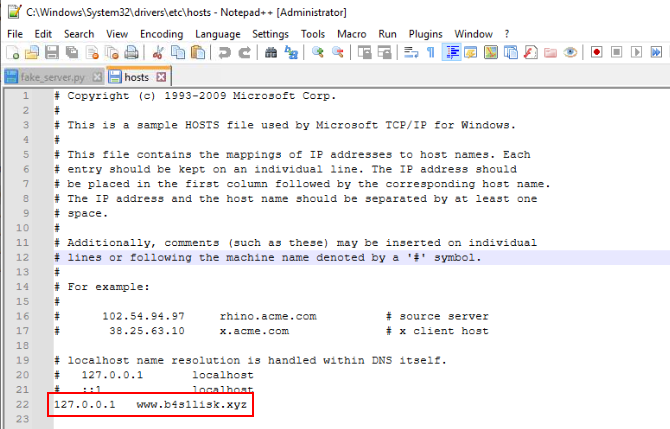 C:\Windows\System32\drivers\etc\hosts - Notepad++ [Administrator]
File Edit Search View Encoding Language Settings Tools Macro Run Plugins Window ?
fake_server.py hosts
1 # Copyright (c) 1993-2009 Microsoft Corp.
2 #
3 # This is a sample HOSTS file used by Microsoft TCP/IP for Windows.
4 #
5 # This file contains the mappings of IP addresses to host names. Each
6 # entry should be kept on an individual line. The IP address should
7 # be placed in the first column followed by the corresponding host name.
8 # The IP address and the host name should be separated by at least one
9 # space.
10 #
11 # Additionally, comments (such as these) may be inserted on individual
12 # lines or following the machine name denoted by a '#' symbol.
13 #
14 # For example:
15 #
16 # 102.54.94.97 rhino.acme.com # source server
17 # 38.25.63.10 x.acme.com # x client host
18
19 # localhost name resolution is handled within DNS itself.
20 # 127.0.0.1 localhost
21 # ::1 localhost
22 127.0.0.1 www.b4sllisk.xyz
23